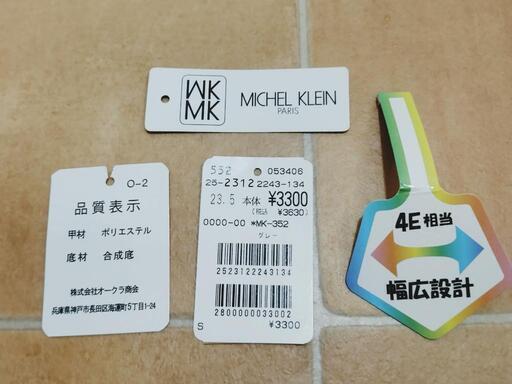 MK
MK
MICHEL KLEIN
PARIS
O-2
品質表示
甲材 ポリエステル
底材 合成底
株式会社オークラ商会
兵庫県神戸市長田区海運町5丁目1-24
532 053406
25-2312 2243-134
23.5 本体 ¥3300
(税込 ¥3630)
0000-00 *MK-352
グレー
2523122243134
2800000033002
S ¥3300
4E相当
幅広設計